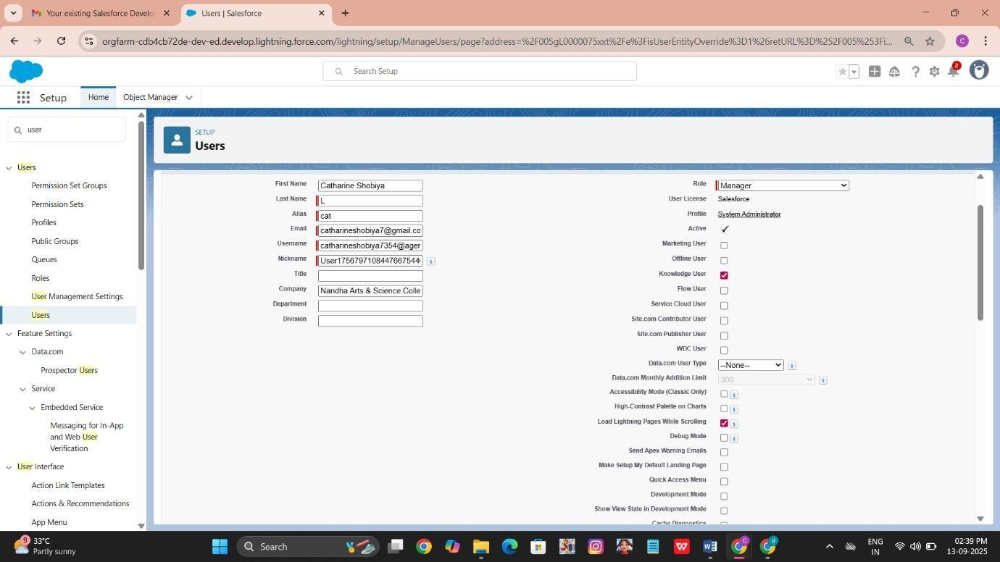 Your existing Salesforce Develo
Users | Salesforce
orgfarm-cdb4cb72de-dev-ed.develop.lightning.force.com/lightning/setup/ManageUsers/page?address=%2F005gL0000075xxt%2Fe%3FisUserEntityOverride%3D1%26retURL%3D%252F005%253Fi...
C
Search Setup
2
Setup
Home
Object Manager
user
Users
Permission Set Groups
Permission Sets
Profiles
Public Groups
Queues
Roles
User Management Settings
Users
Feature Settings
Data.com
Prospector Users
Service
Embedded Service
Messaging for In-App
and Web User
Verification
User Interface
Action Link Templates
Actions & Recommendations
App Menu
SETUP
Users
First Name Catharine Shobiya
Last Name L
Alias cat
Email catharineshobiya7@gmail.co
Username catharineshobiya7354@ager
Nickname User1756797108447667544
Title
Company Nandha Arts & Science Colle
Department
Division
Role Manager
User License Salesforce
Profile System Administrator
Active
Marketing User
Offline User
Knowledge User
Flow User
Service Cloud User
Site.com Contributor User
Site.com Publisher User
WDC User
Data.com User Type --None--
Data.com Monthly Addition Limit 300
Accessibility Mode (Classic Only)
High-Contrast Palette on Charts
Load Lightning Pages While Scrolling
Debug Mode
Send Apex Warning Emails
Make Setup My Default Landing Page
Quick Access Menu
Development Mode
Show View State in Development Mode
Cache Diagnostics
9
33°C
Partly sunny
Search
ENG
IN
02:39 PM
13-09-2025